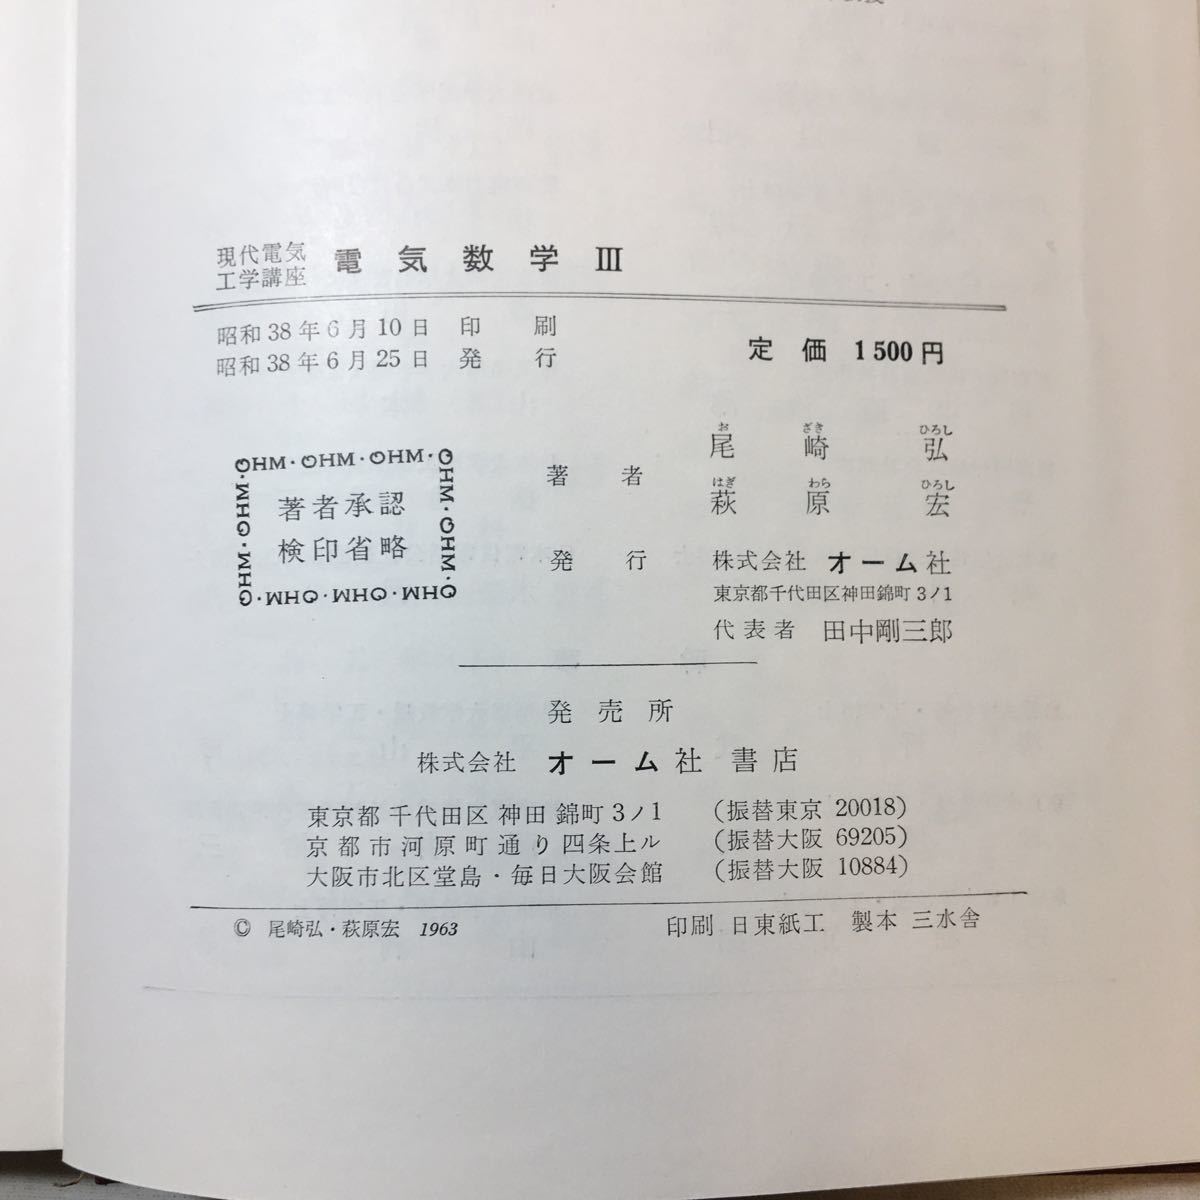 現代電気
工学講座
電気数学 III
昭和38年6月10日 印刷
昭和38年6月25日 発行
定価 1500円
OHM・OHM・OHM・OHM・OHM・OHM・OHM・OHM・OHM・OHM
著者承認
検印省略
著者
お ざき ひろし
尾崎弘
はぎ わら ひろし
萩原宏
発行 株式会社 オーム社
東京都千代田区神田錦町3ノ1
代表者 田中剛三郎
発売所
株式会社 オーム社書店
東京都千代田区神田錦町3ノ1 (振替東京 20018)
京都市河原町通り四条上ル (振替大阪 69205)
大阪市北区堂島・毎日大阪会館 (振替大阪 10884)
© 尾崎弘・萩原宏 1963
印刷 日東紙工 製本 三水舎